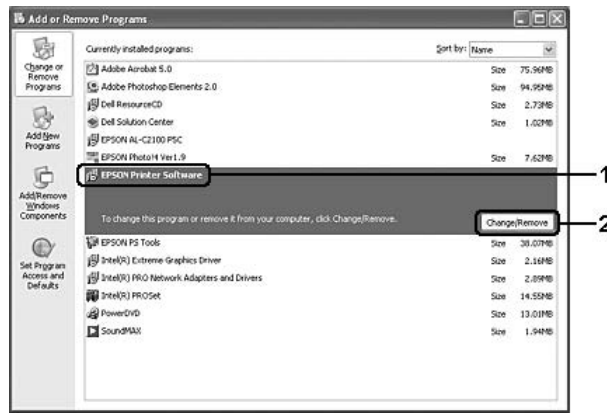 Add or Remove Programs
Change or
Remove
Programs
Add New
Programs
Add/Remove
Windows
Components
Set Program
Access and
Defaults
Currently installed programs:
Sort by: Name
Adobe Acrobat 5.0 Size 75.96MB
Adobe Photoshop Elements 2.0 Size 94.95MB
Dell ResourceCD Size 2.73MB
Dell Solution Center Size 1.02MB
EPSON AL-C2100 PSC
EPSON PhotoH Ver1.9 Size 7.62MB
EPSON Printer Software 1
To change this program or remove it from your computer, click Change/Remove.
Change/Remove 2
EPSON PS Tools Size 38.07MB
Intel(R) Extreme Graphics Driver Size 2.16MB
Intel(R) PRO Network Adapters and Drivers Size 2.89MB
Intel(R) PROSet Size 14.55MB
PowerDVD Size 13.01MB
SoundMAX Size 1.94MB